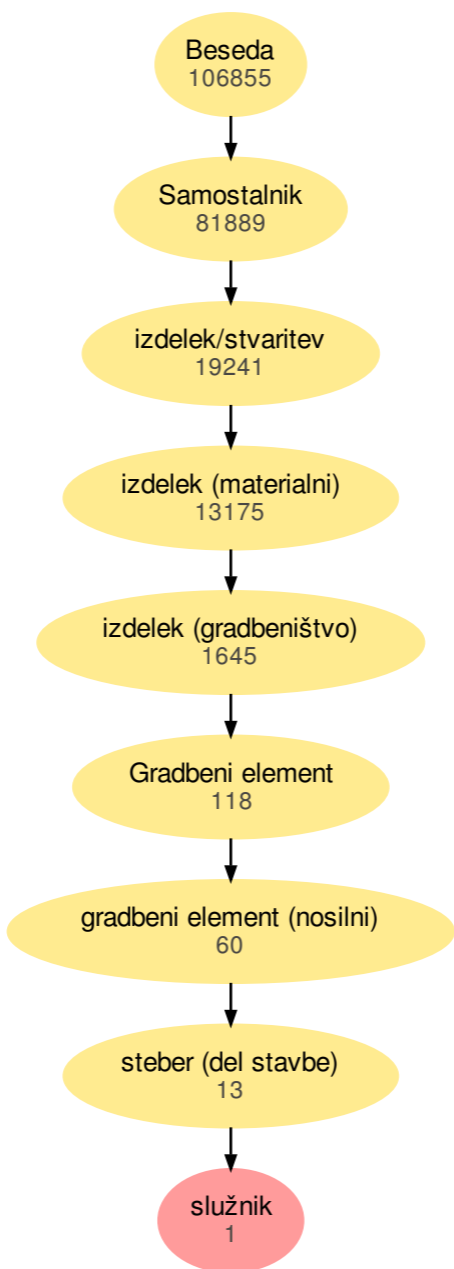 Beseda
106855
Samostalnik
81889
izdelek/stvaritev
19241
izdelek (materialni)
13175
izdelek (gradbeništvo)
1645
Gradbeni element
118
gradbeni element (nosilni)
60
steber (del stavbe)
13
služnik
1